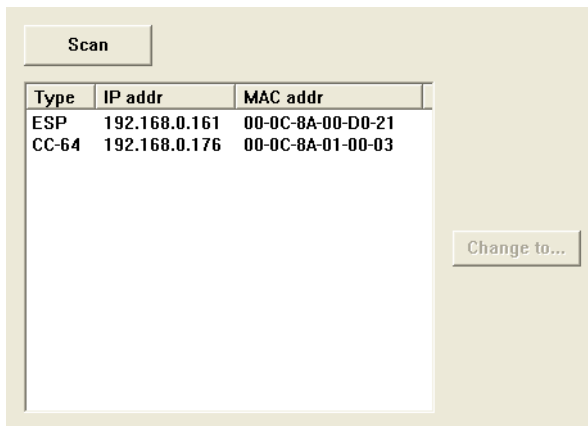 Scan
Type IP addr MAC addr
ESP 192.168.0.161 00-0C-8A-00-D0-21
CC-64 192.168.0.176 00-0C-8A-01-00-03
Change to...